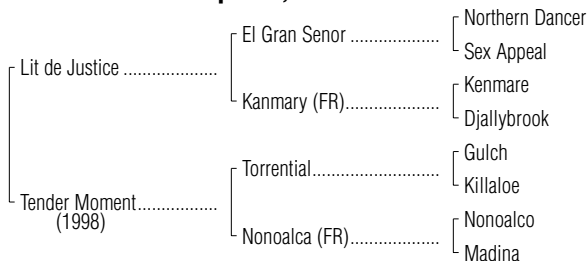 Northern Dancer
El Gran Senor ....................
Sex Appeal
Lit de Justice .....................
Kenmare
Kanmary (FR)....................
Djallybrook
Gulch
Torrential...........................
Killaloe
Tender Moment..................
(1998)
Nonoalco
Nonoalca (FR)....................
Madina